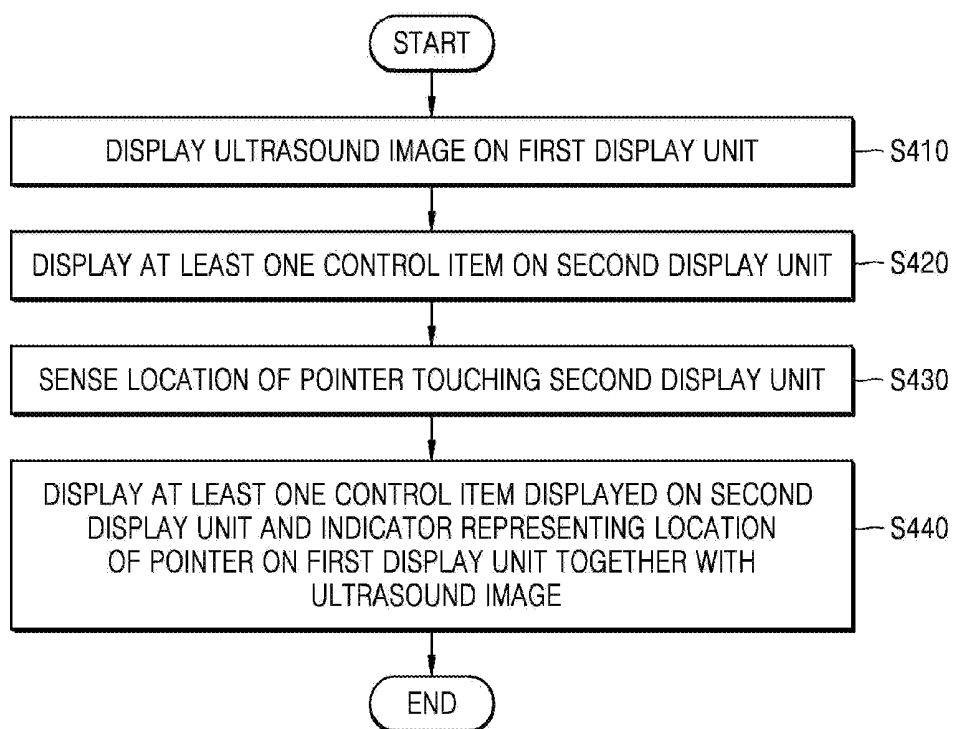 START
DISPLAY ULTRASOUND IMAGE ON FIRST DISPLAY UNIT
S410
DISPLAY AT LEAST ONE CONTROL ITEM ON SECOND DISPLAY UNIT
S420
SENSE LOCATION OF POINTER TOUCHING SECOND DISPLAY UNIT
S430
DISPLAY AT LEAST ONE CONTROL ITEM DISPLAYED ON SECOND
DISPLAY UNIT AND INDICATOR REPRESENTING LOCATION
OF POINTER ON FIRST DISPLAY UNIT TOGETHER WITH
ULTRASOUND IMAGE
S440
END